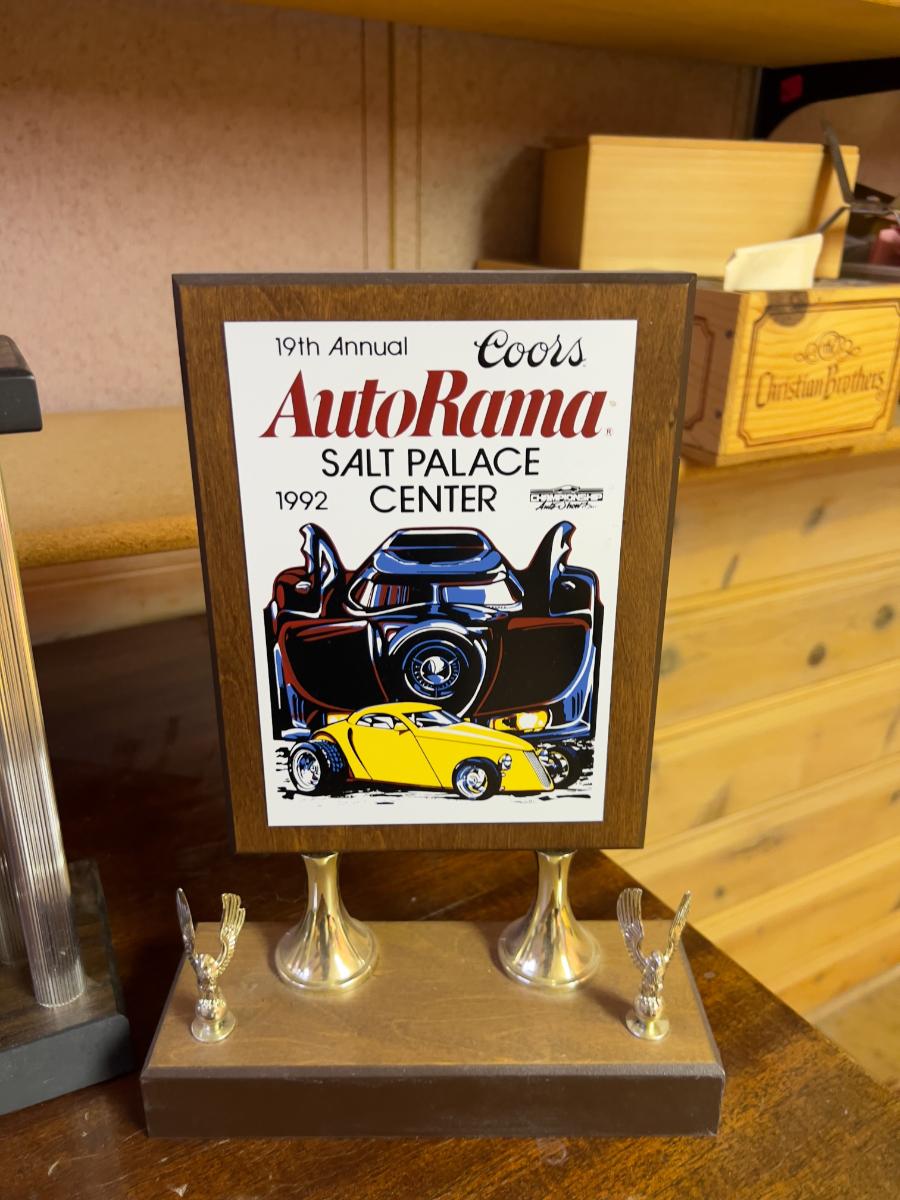 19th Annual
Coors
AutoRama®
SALT PALACE
1992 CENTER
CHAMPIONSHIP
Auto Shows
Christian Brothers